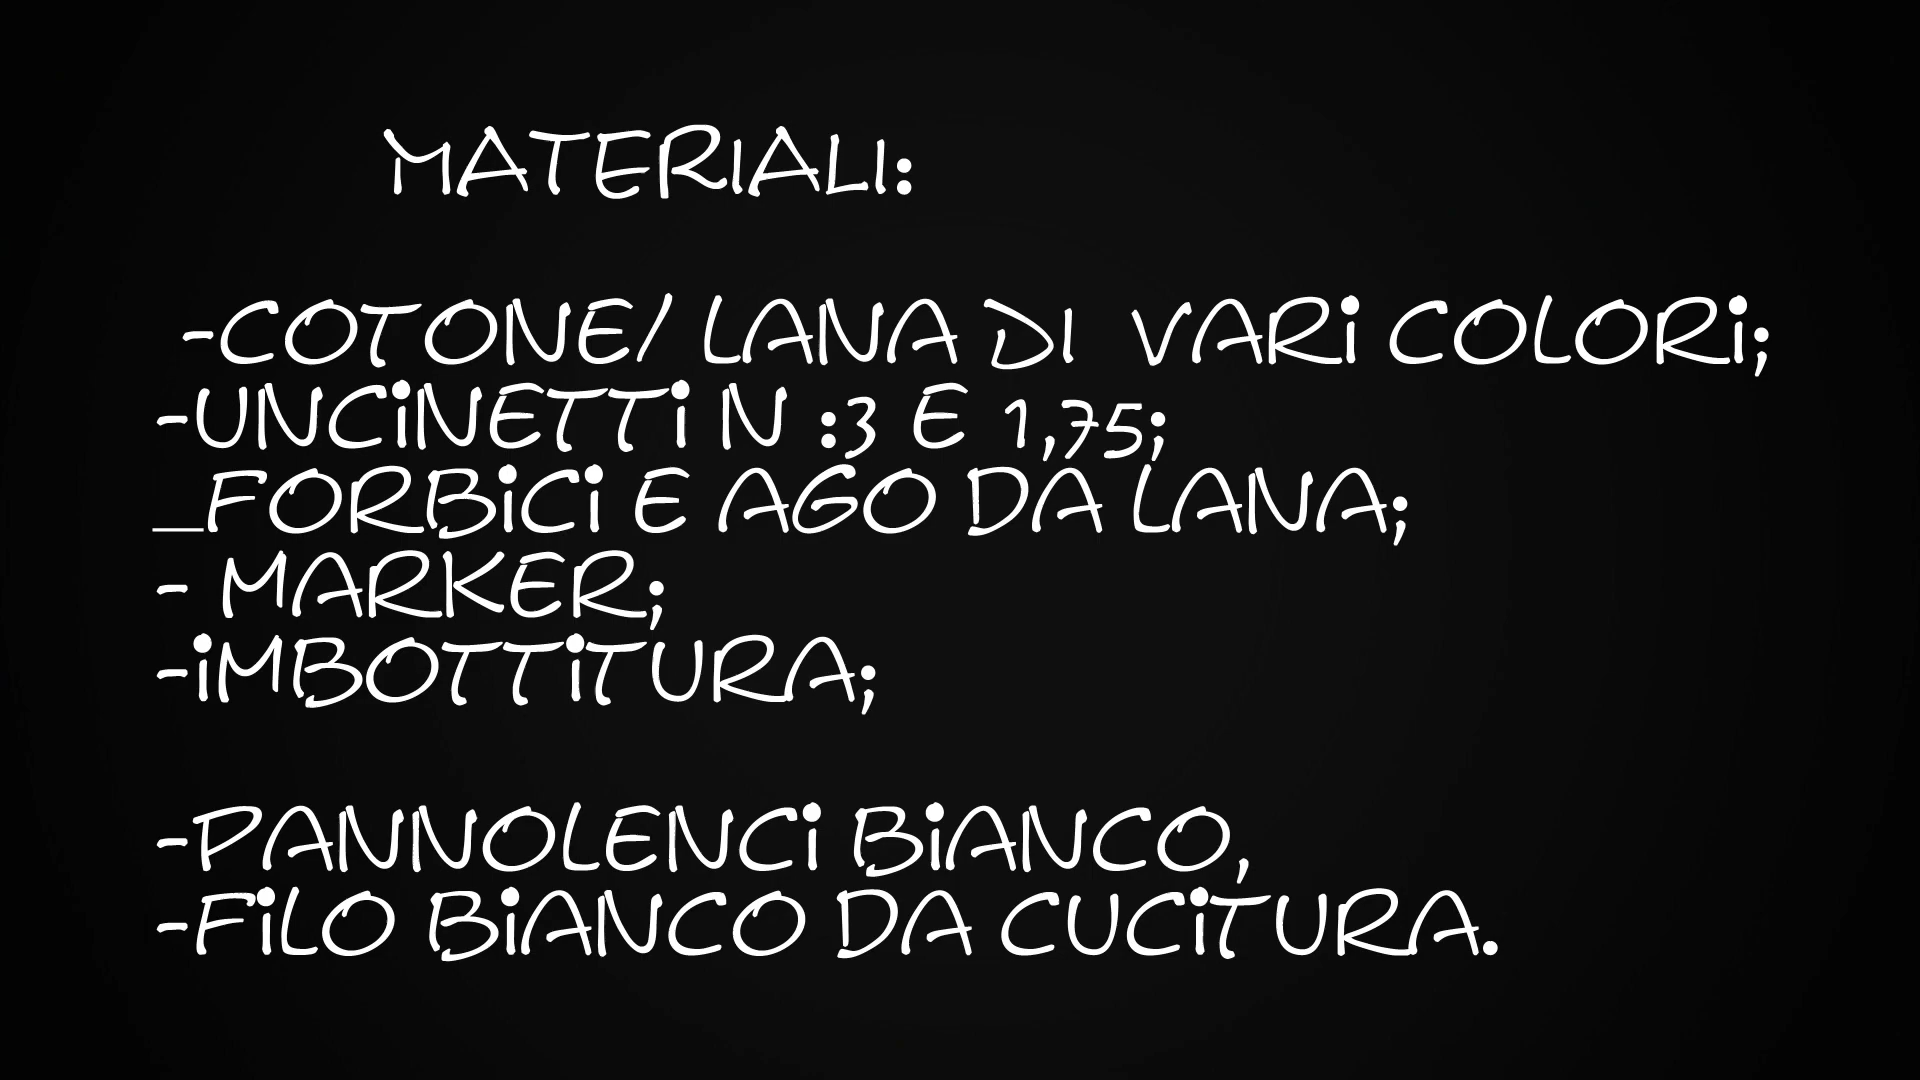 MATERIALI:
-COTONE/ LANA DI VARI COLORI;
-UNCINETTI N :3 E 1,75;
_FORBICI E AGO DA LANA;
- MARKER;
-IMBOTTITURA;
-PANNOLENCI BIANCO,
-FILO BIANCO DA CUCITURA.